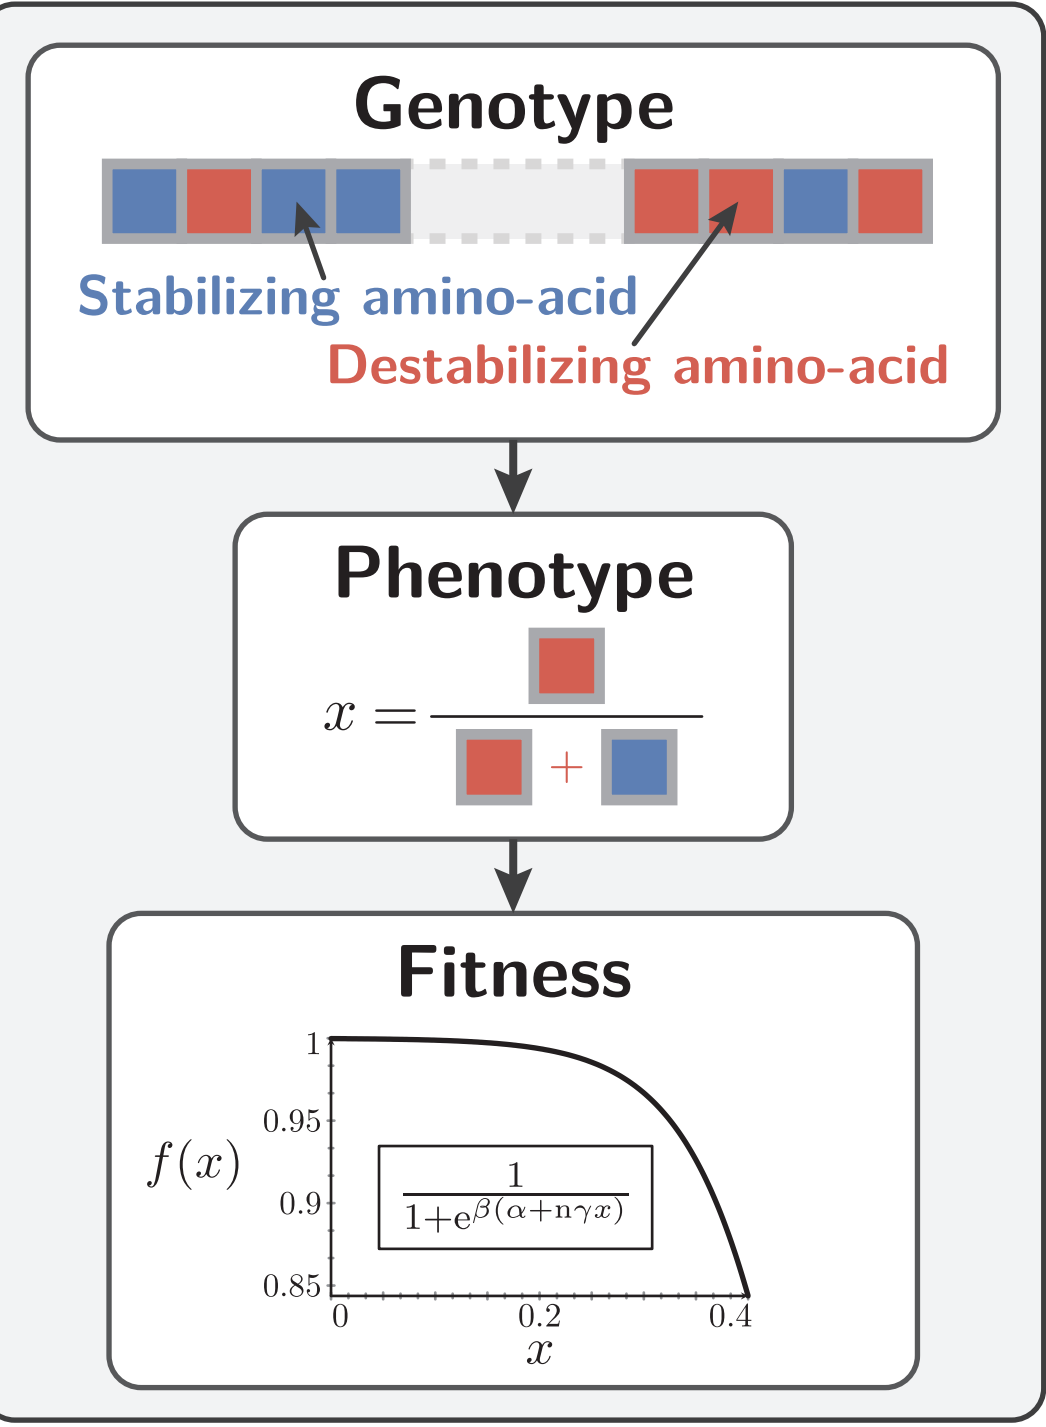 Genotype
Stabilizing amino-acid
Destabilizing amino-acid
Phenotype
x =
+
Fitness
1
0.95
f(x)
0.9
0.85
1
1+e^{β(α+nγx)}
0 0.2 0.4
x